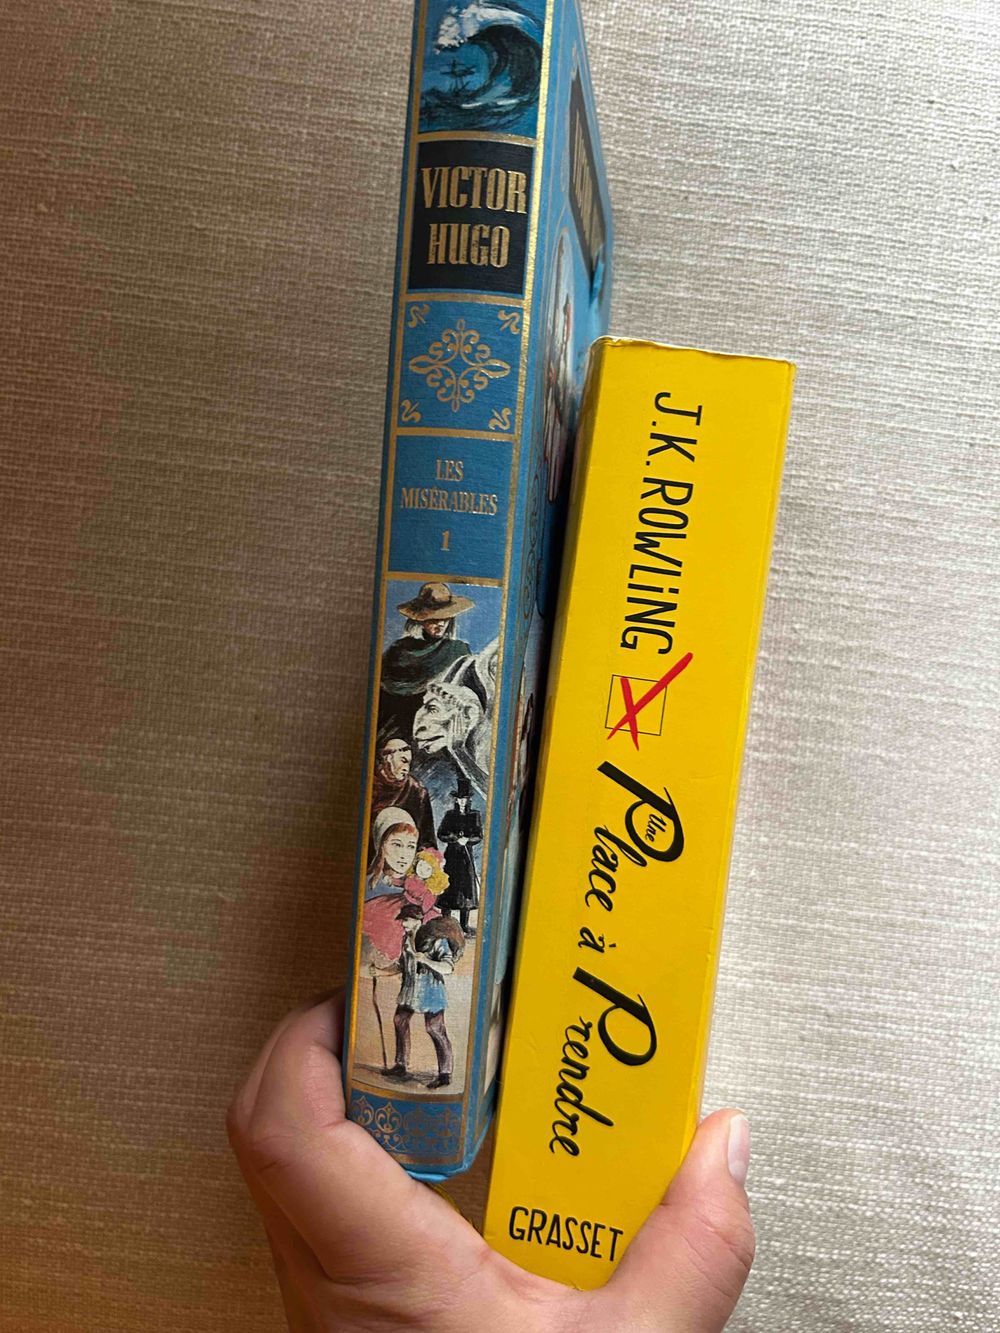 VICTOR
HUGO
LES
MISÉRABLES
1
J.K. ROWLING
Une Place à Prendre
GRASSET